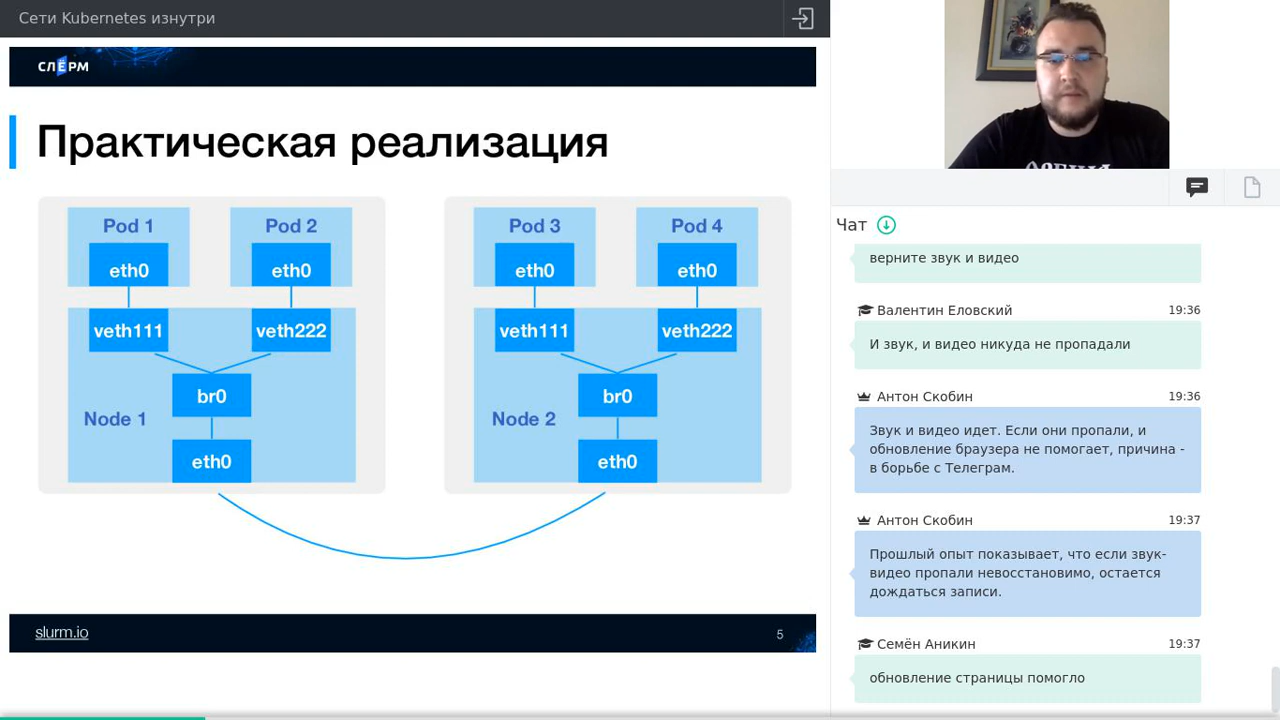 Сети Kubernetes изнутри
СЛЁРМ
Практическая реализация
Pod 1
Pod 2
Pod 3
Pod 4
eth0
eth0
eth0
eth0
veth111
veth222
veth111
veth222
br0
br0
Node 1
Node 2
eth0
eth0
slurm.io
5
Чат
верните звук и видео
Валентин Еловский
19:36
И звук, и видео никуда не пропадали
Антон Скобин
19:36
Звук и видео идет. Если они пропали, и
обновление браузера не помогает, причина -
в борьбе с Телеграм.
Антон Скобин
19:37
Прошлый опыт показывает, что если звук-
видео пропали невосстановимо, остается
дождаться записи.
Семён Аникин
19:37
обновление страницы помогло